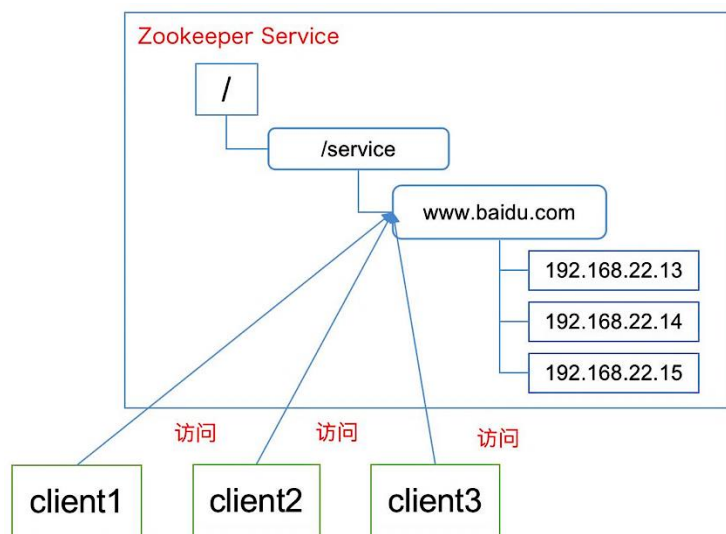 Zookeeper Service
/
/service
www.baidu.com
192.168.22.13
192.168.22.14
192.168.22.15
访问
访问
访问
client1
client2
client3